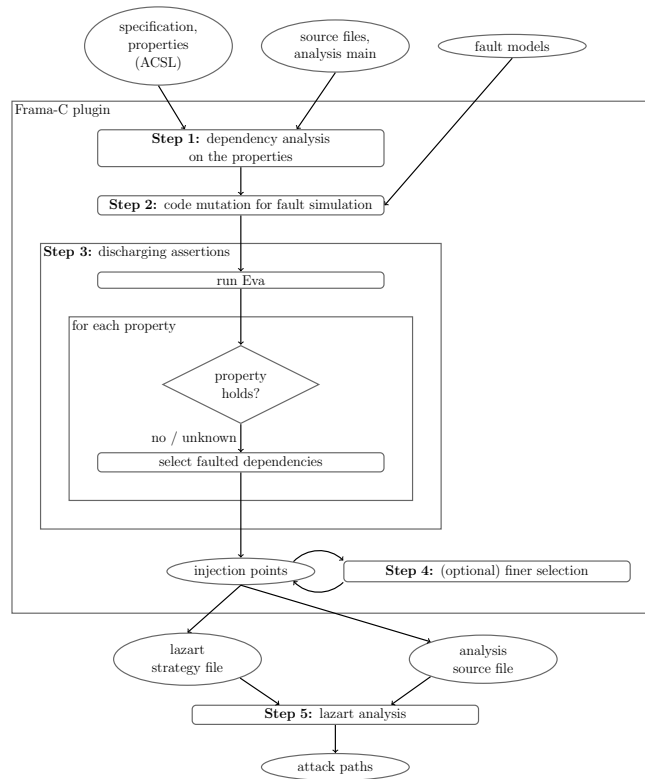 specification,
properties
(ACSL)
source files,
analysis main
fault models
Frama-C plugin
Step 1: dependency analysis
on the properties
Step 2: code mutation for fault simulation
Step 3: discharging assertions
run Eva
for each property
property
holds?
no / unknown
select faulted dependencies
injection points
Step 4: (optional) finer selection
lazart
strategy file
analysis
source file
Step 5: lazart analysis
attack paths